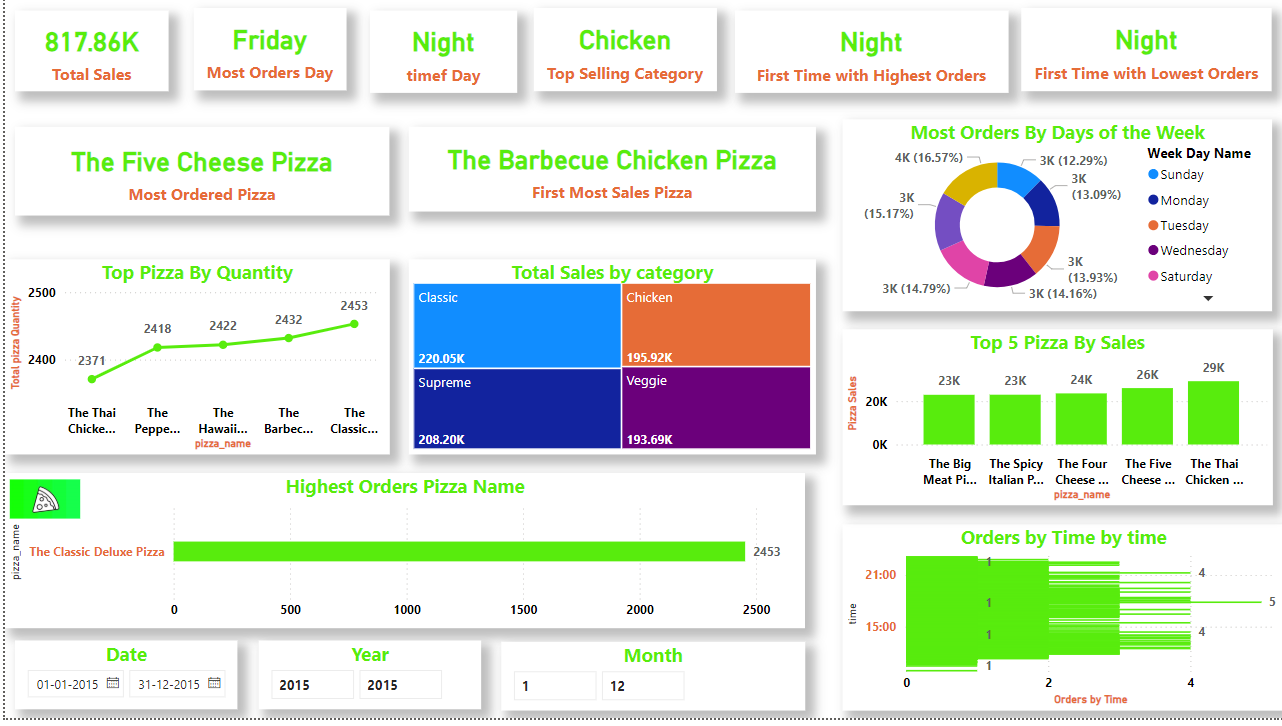 817.86K
Total Sales
Friday
Most Orders Day
Night
timef Day
Chicken
Top Selling Category
Night
First Time with Highest Orders
Night
First Time with Lowest Orders
The Five Cheese Pizza
Most Ordered Pizza
The Barbecue Chicken Pizza
First Most Sales Pizza
Most Orders By Days of the Week
4K (16.57%)
3K (12.29%)
3K
(13.09%)
3K
(15.17%)
3K
(13.93%)
3K (14.79%)
3K (14.16%)
Week Day Name
Sunday
Monday
Tuesday
Wednesday
Saturday
Top Pizza By Quantity
Total pizza Quantity
2500
2400
2371
2418
2422
2432
2453
The Thai
Chicke...
The
Peppe...
The
Hawaii...
The
Barbec...
The
Classic...
pizza_name
Total Sales by category
Classic
220.05K
Chicken
195.92K
Supreme
208.20K
Veggie
193.69K
Top 5 Pizza By Sales
Pizza Sales
20K
0K
23K
23K
24K
26K
29K
The Big
Meat Pi...
The Spicy
Italian P...
The Four
Cheese ...
The Five
Cheese ...
The Thai
Chicken ...
pizza_name
Highest Orders Pizza Name
pizza_name
The Classic Deluxe Pizza
2453
0
500
1000
1500
2000
2500
Orders by Time by time
time
21:00
15:00
1
1
1
1
4
5
4
0
2
4
Orders by Time
Date
01-01-2015
31-12-2015
Year
2015
2015
Month
1
12